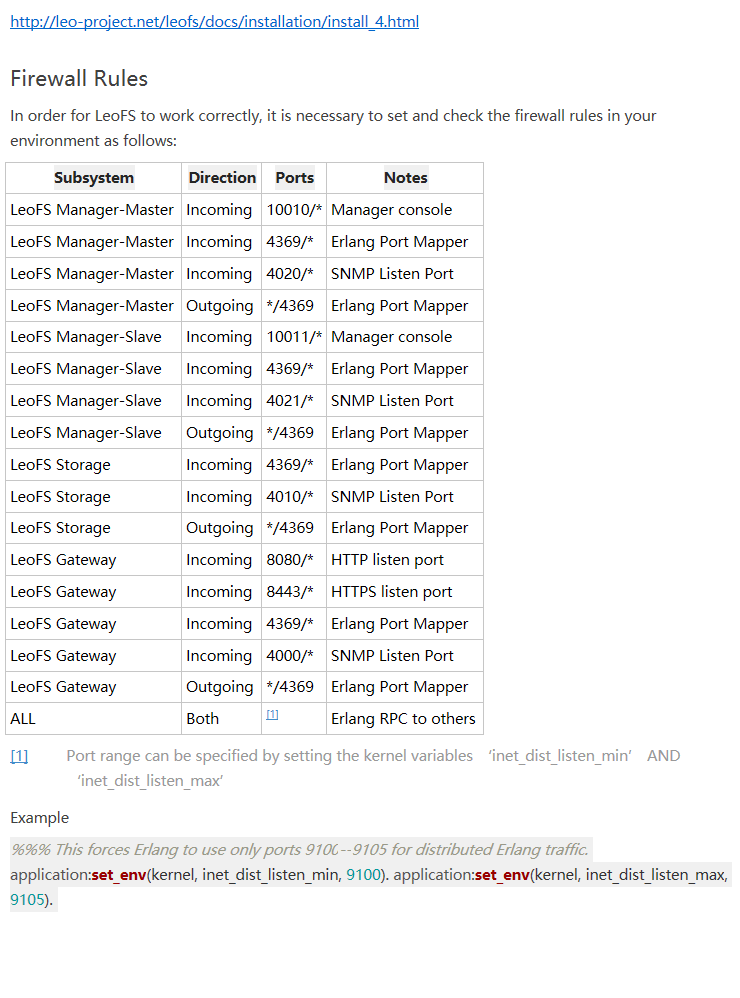 http://leo-project.net/leofs/docs/installation/install_4.html
Firewall Rules
In order for LeoFS to work correctly, it is necessary to set and check the firewall rules in your
environment as follows:
Subsystem Direction Ports Notes
LeoFS Manager-Master Incoming 10010/* Manager console
LeoFS Manager-Master Incoming 4369/* Erlang Port Mapper
LeoFS Manager-Master Incoming 4020/* SNMP Listen Port
LeoFS Manager-Master Outgoing */4369 Erlang Port Mapper
LeoFS Manager-Slave Incoming 10011/* Manager console
LeoFS Manager-Slave Incoming 4369/* Erlang Port Mapper
LeoFS Manager-Slave Incoming 4021/* SNMP Listen Port
LeoFS Manager-Slave Outgoing */4369 Erlang Port Mapper
LeoFS Storage Incoming 4369/* Erlang Port Mapper
LeoFS Storage Incoming 4010/* SNMP Listen Port
LeoFS Storage Outgoing */4369 Erlang Port Mapper
LeoFS Gateway Incoming 8080/* HTTP listen port
LeoFS Gateway Incoming 8443/* HTTPS listen port
LeoFS Gateway Incoming 4369/* Erlang Port Mapper
LeoFS Gateway Incoming 4000/* SNMP Listen Port
LeoFS Gateway Outgoing */4369 Erlang Port Mapper
ALL Both [1] Erlang RPC to others
[1] Port range can be specified by setting the kernel variables ‘inet_dist_listen_min’ AND
‘inet_dist_listen_max’
Example
%%% This forces Erlang to use only ports 9100--9105 for distributed Erlang traffic.
application:set_env(kernel, inet_dist_listen_min, 9100). application:set_env(kernel, inet_dist_listen_max,
9105).